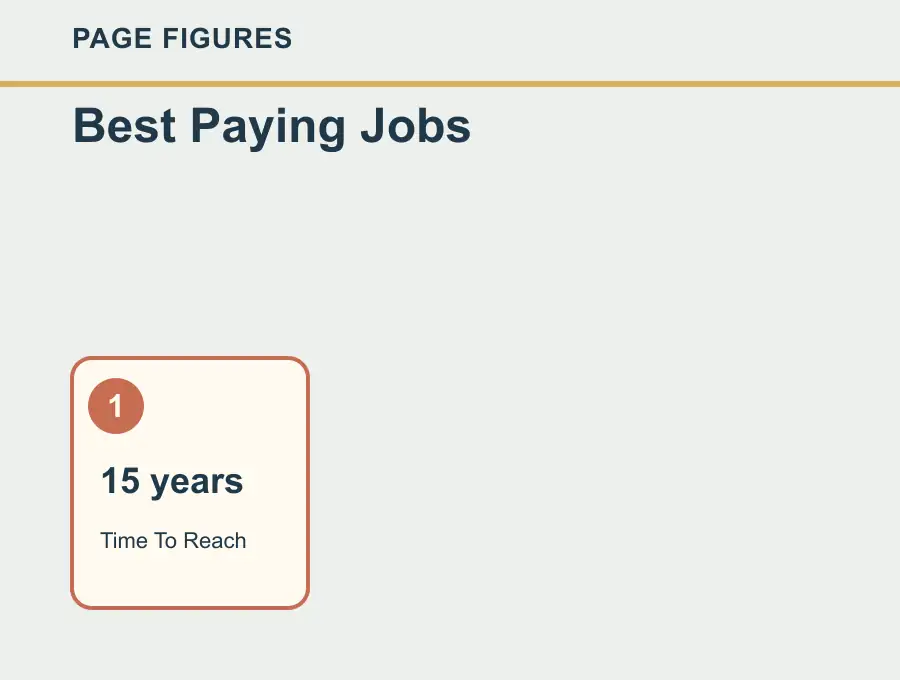 PAGE FIGURES
Best Paying Jobs
1
15 years
Time To Reach